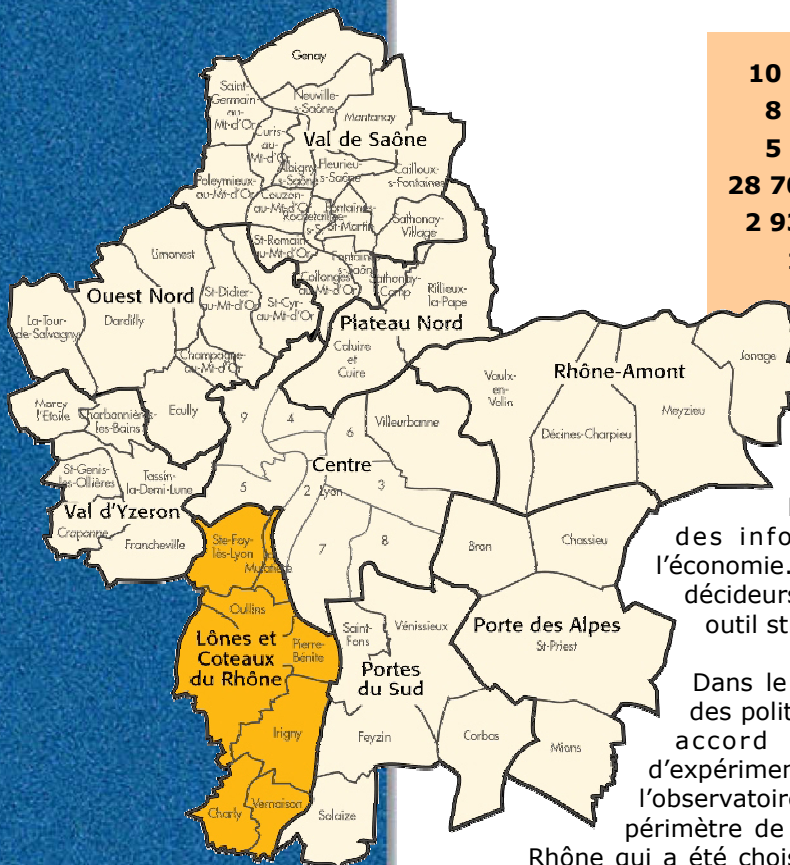 Genay
Saint-
Germain-
au-
Mt-d'Or
Neuville-
s-Saône
Montanay
Curis-
au-
Mt-d'Or
Val de Saône
Albigny-
s-Saône
Fleurieu-
s-Saône
Cailloux-
s-Fontaines
Poleymieux-
au-Mt-d'Or
Couzon-
au-Mt-d'Or
Fontaines-
St-Martin
Sathonay-
Village
St-Romain-
au-Mt-d'Or
Fontaines-
s-Saône
Collonges-
au-Mt-d'Or
Sathonay-
Camp
Rillieux-
la-Pape
Limonest
Ouest Nord
St-Didier-
au-Mt-d'Or
St-Cyr-
au-Mt-d'Or
La-Tour-
de-Salvagny
Dardilly
Plateau Nord
Caluire
et
Cuire
Champagne-
au-Mt-d'Or
Marcy
l'Etoile
Charbonnières-
les-Bains
Ecully
Vaulx-
en-
Velin
Rhône-Amont
Jonage
Meyzieu
Décines-Charpieu
9
4
6
Villeurbanne
Centre
5
2
Lyon
3
7
8
St-Genis-
les-Ollières
Tassin-
la-Demi-Lune
Val d'Yzeron
Craponne
Francheville
Bron
Chassieu
Ste-Foy-
lès-Lyon
La
Mulatière
Oullins
Lônes et
Coteaux
du Rhône
Pierre-
Bénite
Saint-
Fons
Vénissieux
Porte des Alpes
St-Priest
Portes
du Sud
Irigny
Feyzin
Corbas
Mions
Charly
Vernaison
Solaize
10
8
5
28 70
2 93
des info
l'économie.
décideurs
outil st
Dans le
des polit
accord
d'expérimen
l'observatoire
périmètre de
Rhône qui a été chois